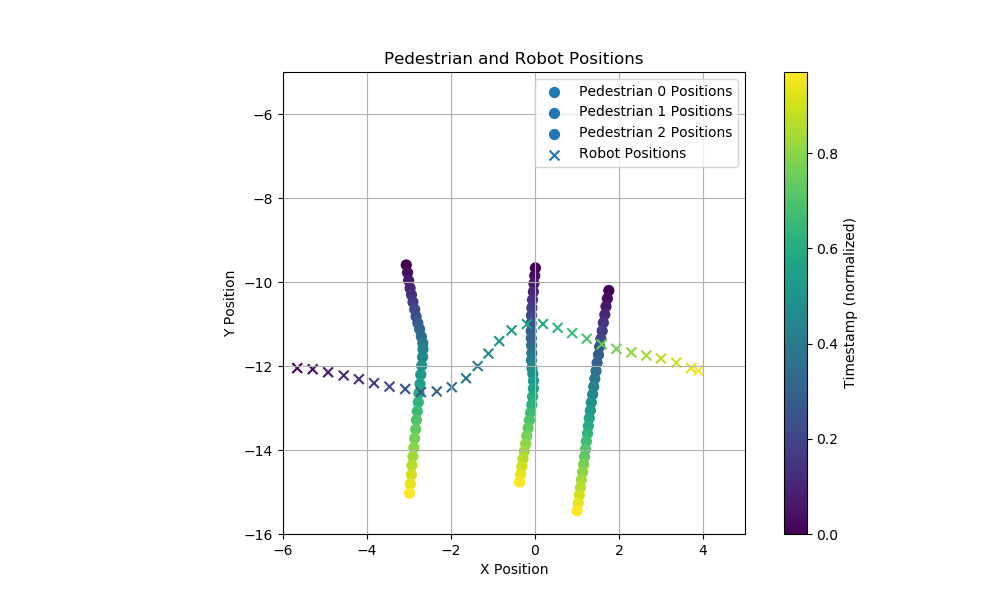 Pedestrian and Robot Positions
Pedestrian 0 Positions
Pedestrian 1 Positions
Pedestrian 2 Positions
Robot Positions
−6
−8
−10
−12
−14
−16
Y Position
−6 −4 −2 0 2 4
X Position
0.8
0.6
0.4
0.2
0.0
Timestamp (normalized)